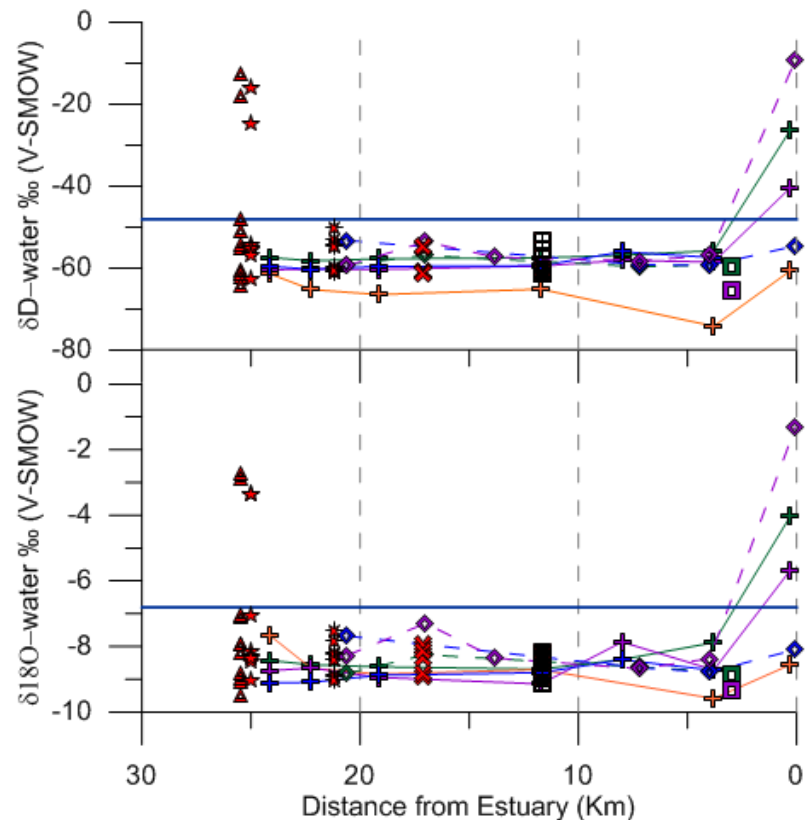 0
-20
-40
-60
-80
δD–water ‰ (V-SMOW)
0
-2
-4
-6
-8
-10
δ18O–water ‰ (V-SMOW)
30 20 10 0
Distance from Estuary (Km)